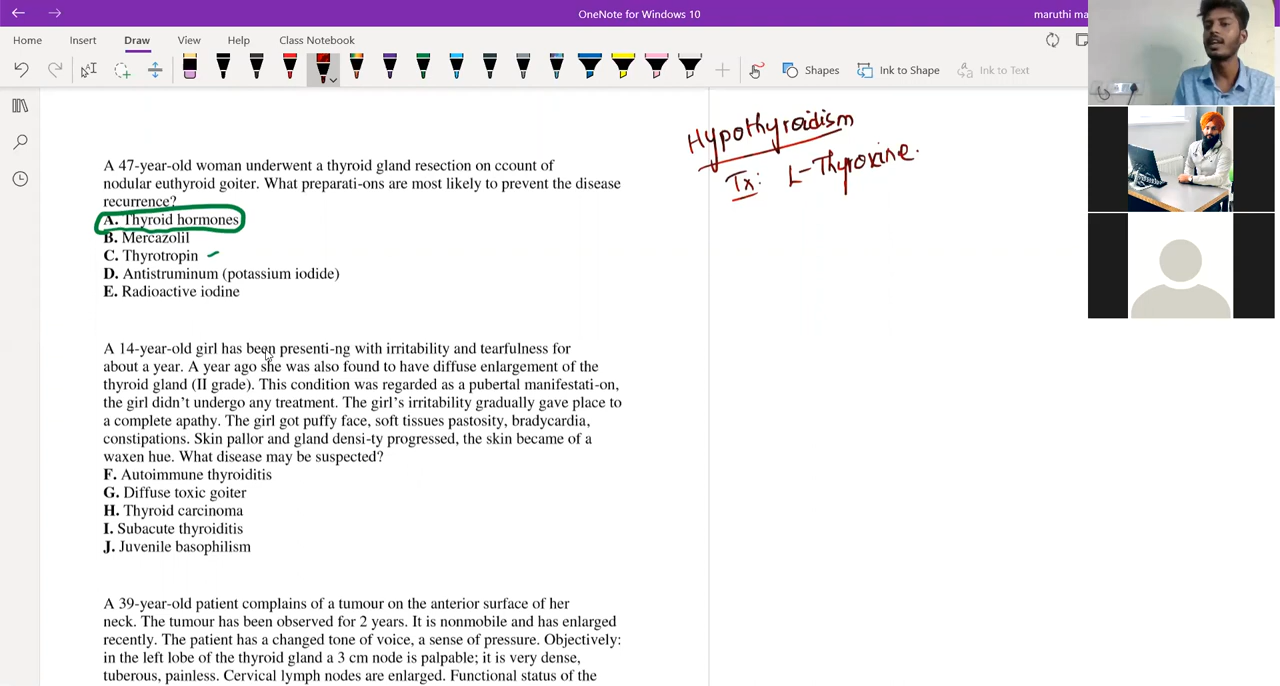 OneNote for Windows 10
maruthi ma
Home Insert Draw View Help Class Notebook
Shapes Ink to Shape Ink to Text
Hypothyroidism
Tx: L-Thyroxine.
A 47-year-old woman underwent a thyroid gland resection on ccount of
nodular euthyroid goiter. What preparati-ons are most likely to prevent the disease
recurrence?
A. Thyroid hormones
B. Mercazolil
C. Thyrotropin
D. Antistruminum (potassium iodide)
E. Radioactive iodine
A 14-year-old girl has been presenti-ng with irritability and tearfulness for
about a year. A year ago she was also found to have diffuse enlargement of the
thyroid gland (II grade). This condition was regarded as a pubertal manifestati-on,
the girl didn't undergo any treatment. The girl's irritability gradually gave place to
a complete apathy. The girl got puffy face, soft tissues pastosity, bradycardia,
constipations. Skin pallor and gland densi-ty progressed, the skin became of a
waxen hue. What disease may be suspected?
F. Autoimmune thyroiditis
G. Diffuse toxic goiter
H. Thyroid carcinoma
I. Subacute thyroiditis
J. Juvenile basophilism
A 39-year-old patient complains of a tumour on the anterior surface of her
neck. The tumour has been observed for 2 years. It is nonmobile and has enlarged
recently. The patient has a changed tone of voice, a sense of pressure. Objectively:
in the left lobe of the thyroid gland a 3 cm node is palpable; it is very dense,
tuberous, painless. Cervical lymph nodes are enlarged. Functional status of the